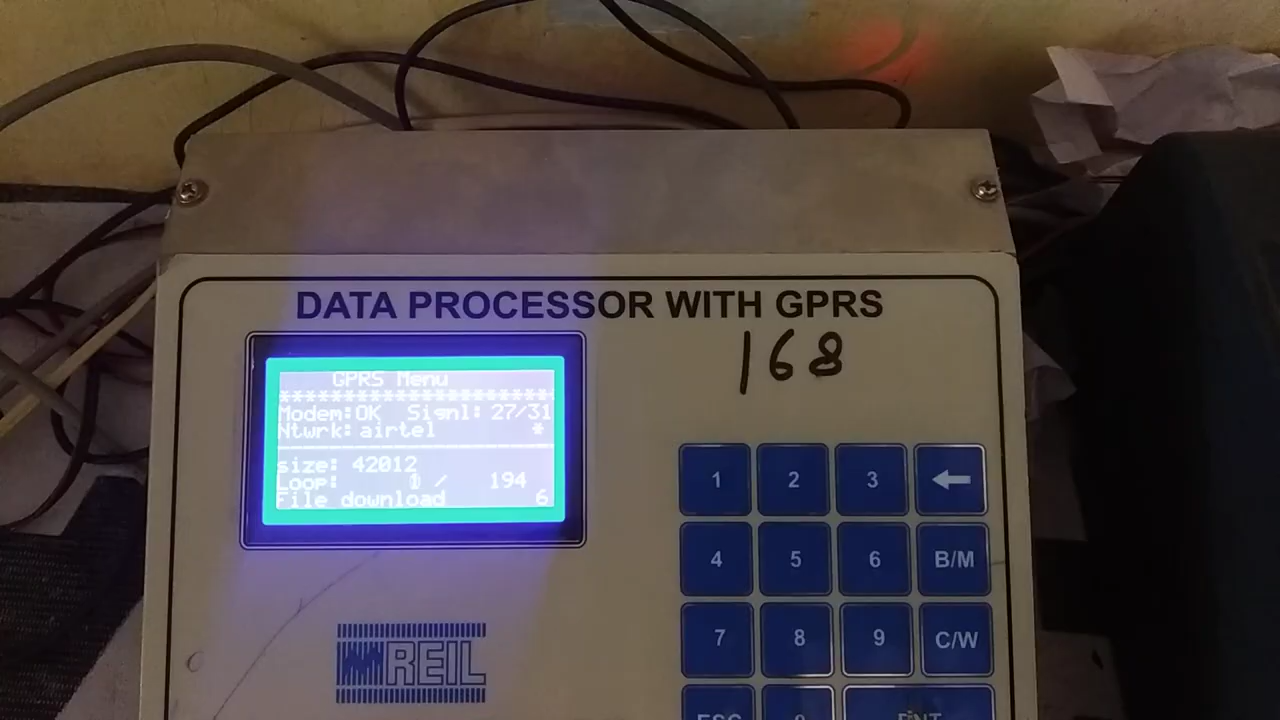 DATA PROCESSOR WITH GPRS
168
GPRS Menu
********************
Modem:OK Signl: 27/31
Ntwrk: airtel *
size: 42012
Loop: / 194
File download 6
1 2 3 ←
4 5 6 B/M
7 8 9 C/W
REIL